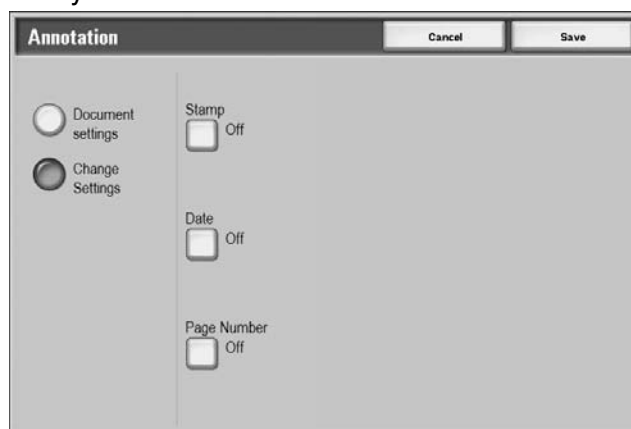 Annotation
Cancel
Save
Document
settings
Change
Settings
Stamp
Off
Date
Off
Page Number
Off